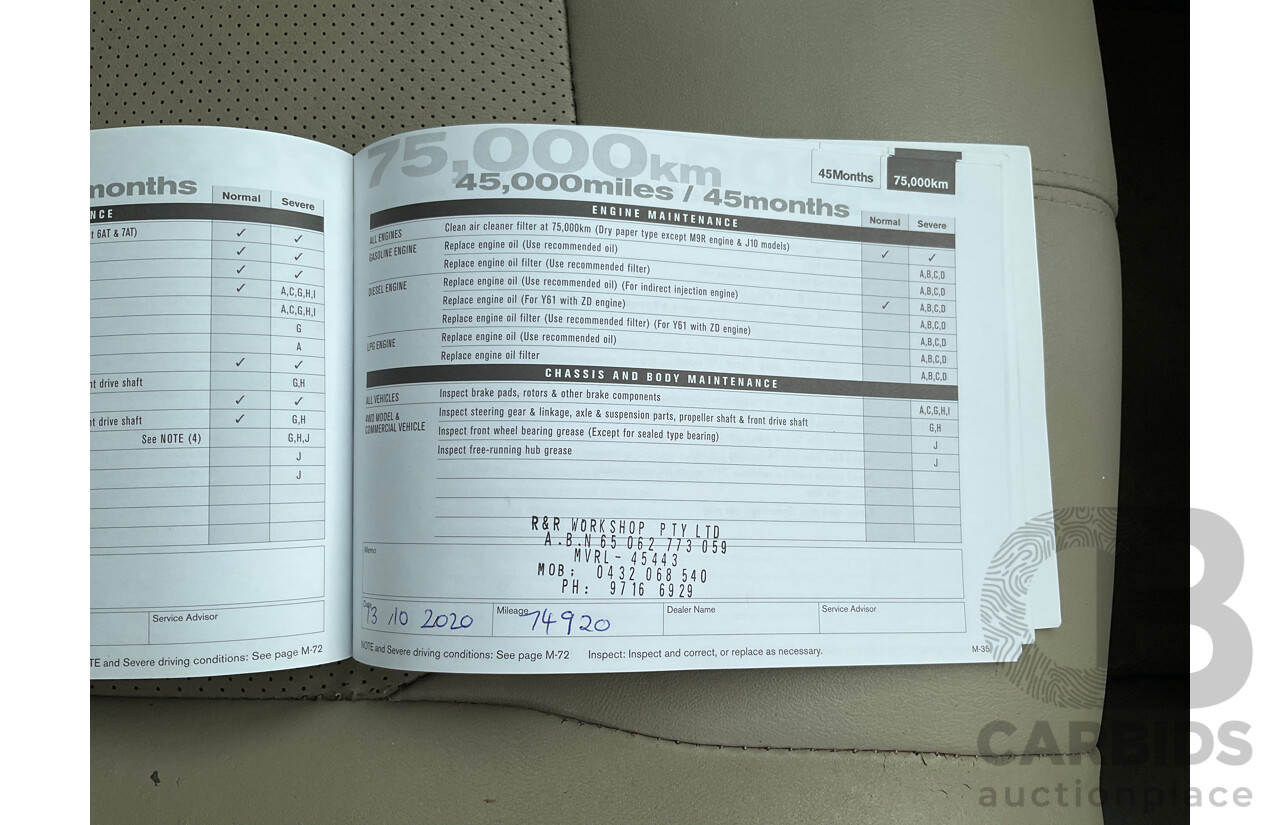 months
Normal
Severe
NCE
t 6AT & 7AT)
✓ ✓
✓ ✓
✓ ✓
✓ A,C,G,H,I
A,C,G,H,I
G
A
✓ ✓
nt drive shaft G,H
✓ ✓
nt drive shaft ✓ G,H
See NOTE (4) G,H,J
J
J
Service Advisor
TE and Severe driving conditions: See page M-72
75,000km
45,000miles / 45months
45Months
75,000km
ENGINE MAINTENANCE
Normal
Severe
ALL ENGINES Clean air cleaner filter at 75,000km (Dry paper type except M9R engine & J10 models) ✓ ✓
GASOLINE ENGINE Replace engine oil (Use recommended oil) A,B,C,D
Replace engine oil filter (Use recommended filter) A,B,C,D
DIESEL ENGINE Replace engine oil (Use recommended oil) (For indirect injection engine) ✓ A,B,C,D
Replace engine oil (For Y61 with ZD engine) A,B,C,D
Replace engine oil filter (Use recommended filter) (For Y61 with ZD engine) A,B,C,D
LPG ENGINE Replace engine oil (Use recommended oil) A,B,C,D
Replace engine oil filter A,B,C,D
CHASSIS AND BODY MAINTENANCE
ALL VEHICLES Inspect brake pads, rotors & other brake components A,C,G,H,I
4WD MODEL & COMMERCIAL VEHICLE Inspect steering gear & linkage, axle & suspension parts, propeller shaft & front drive shaft G,H
Inspect front wheel bearing grease (Except for sealed type bearing) J
Inspect free-running hub grease J
R&R WORKSHOP PTY LTD
A.B.N 65 062 773 059
MVRL - 45443
MOB: 0432 068 540
PH: 9716 6929
Memo
Date 13 /10 2020
Mileage 74920
Dealer Name
Service Advisor
NOTE and Severe driving conditions: See page M-72 Inspect: Inspect and correct, or replace as necessary.
M-35
CB
CARBIDS
auctionplace